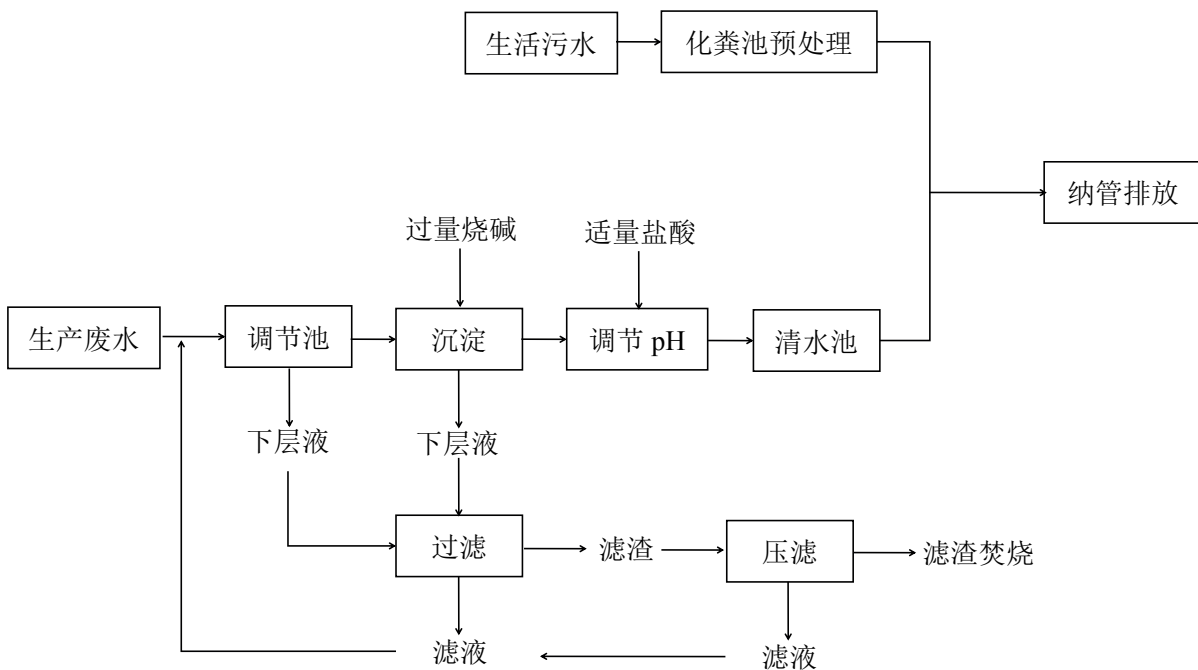 生活污水
化粪池预处理
纳管排放
过量烧碱
适量盐酸
生产废水
调节池
沉淀
调节 pH
清水池
下层液
下层液
过滤
滤渣
压滤
滤渣焚烧
滤液
滤液